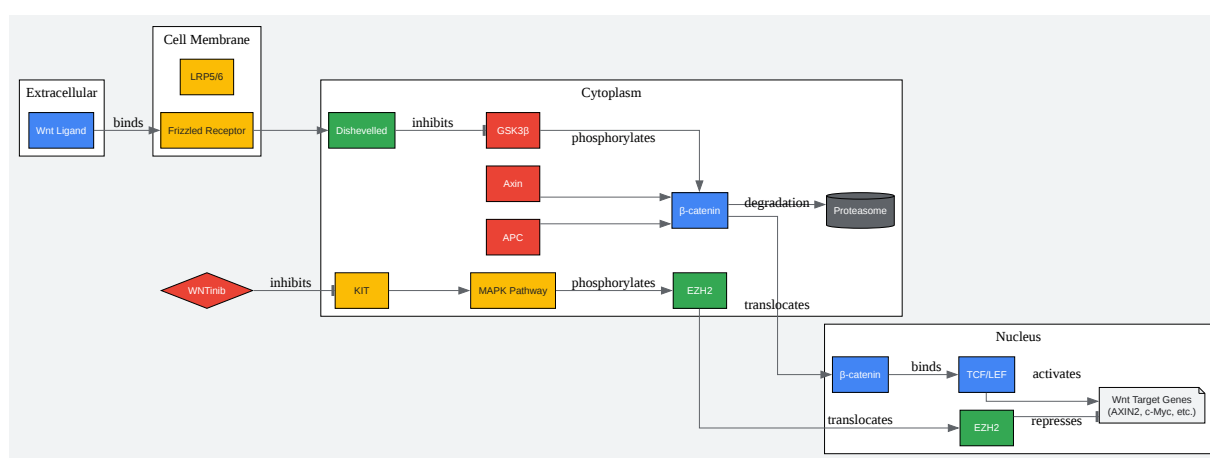 Cell Membrane
LRP5/6
Extracellular
Wnt Ligand
binds
Frizzled Receptor
Cytoplasm
Dishevelled
inhibits
GSK3β
phosphorylates
Axin
APC
β-catenin
degradation
Proteasome
WNTinib
inhibits
KIT
MAPK Pathway
phosphorylates
EZH2
translocates
Nucleus
β-catenin
binds
TCF/LEF
activates
Wnt Target Genes
(AXIN2, c-Myc, etc.)
translocates
EZH2
represses